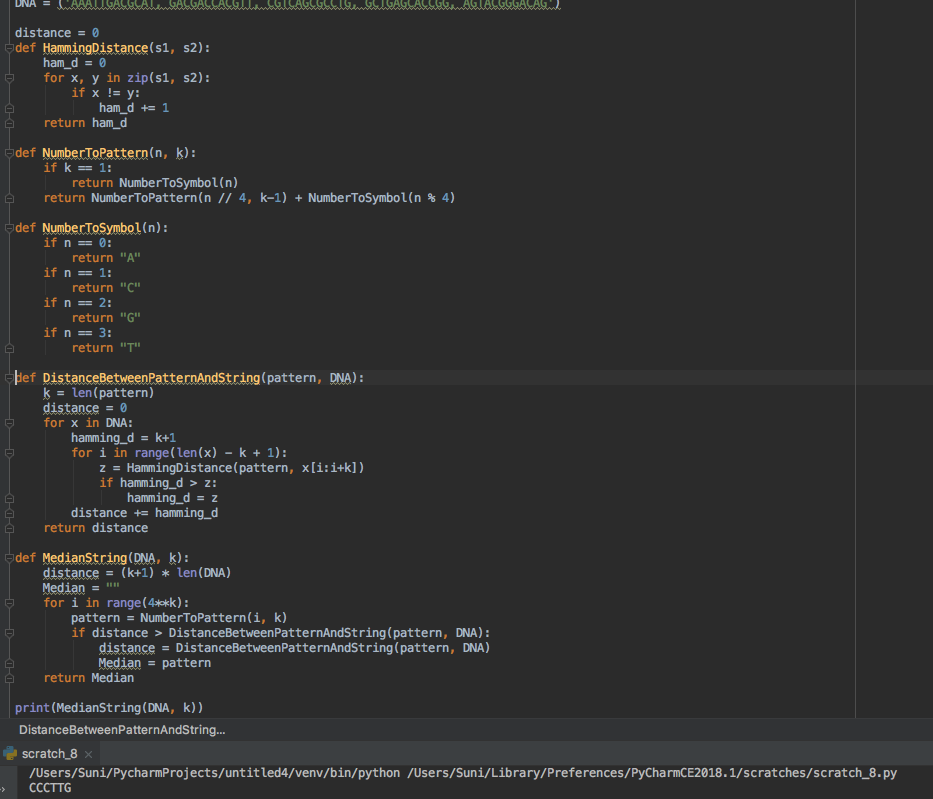 DNA = ('AAATTGACGCAT, GACGACCACGTT, CGTCAGCGCCTG, GCTGAGCACCGG, AGTACGGGACAG')
distance = 0
def HammingDistance(s1, s2):
    ham_d = 0
    for x, y in zip(s1, s2):
        if x != y:
            ham_d += 1
    return ham_d
def NumberToPattern(n, k):
    if k == 1:
        return NumberToSymbol(n)
    return NumberToPattern(n // 4, k-1) + NumberToSymbol(n % 4)
def NumberToSymbol(n):
    if n == 0:
        return "A"
    if n == 1:
        return "C"
    if n == 2:
        return "G"
    if n == 3:
        return "T"
def DistanceBetweenPatternAndString(pattern, DNA):
    k = len(pattern)
    distance = 0
    for x in DNA:
        hamming_d = k+1
        for i in range(len(x) - k + 1):
            z = HammingDistance(pattern, x[i:i+k])
            if hamming_d > z:
                hamming_d = z
        distance += hamming_d
    return distance
def MedianString(DNA, k):
    distance = (k+1) * len(DNA)
    Median = ""
    for i in range(4**k):
        pattern = NumberToPattern(i, k)
        if distance > DistanceBetweenPatternAndString(pattern, DNA):
            distance = DistanceBetweenPatternAndString(pattern, DNA)
            Median = pattern
    return Median
print(MedianString(DNA, k))
DistanceBetweenPatternAndString...
scratch_8 ×
/Users/Suni/PycharmProjects/untitled4/venv/bin/python /Users/Suni/Library/Preferences/PyCharmCE2018.1/scratches/scratch_8.py
CCCTTG